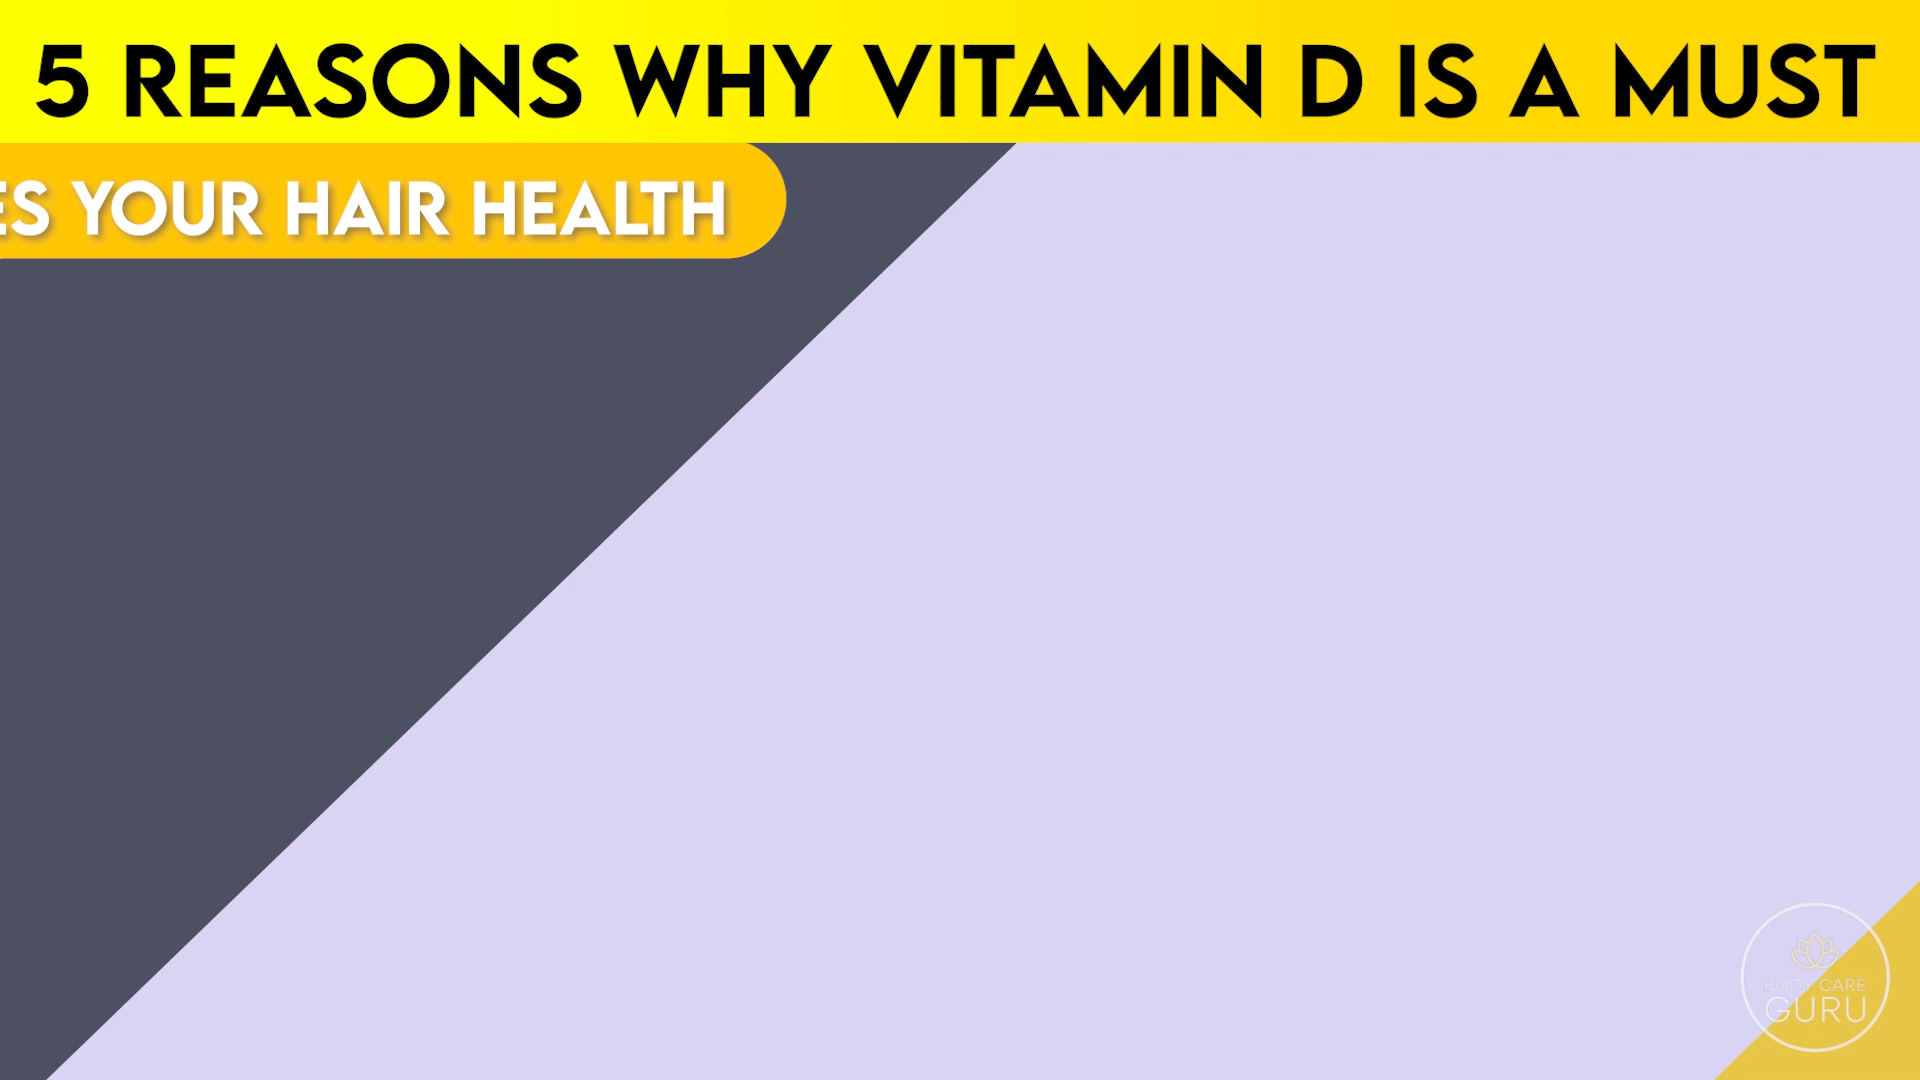 5 REASONS WHY VITAMIN D IS A MUST
ES YOUR HAIR HEALTH
BODY CARE
GURU